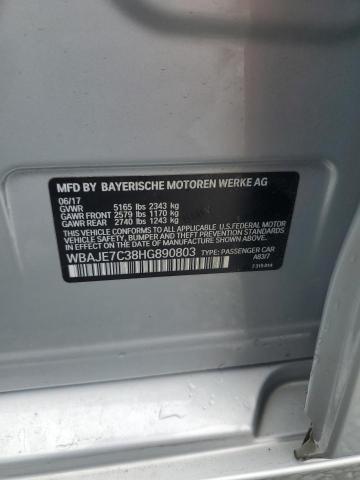 MFD BY BAYERISCHE MOTOREN WERKE AG
06/17
GVWR 5165 lbs 2343 kg
GAWR FRONT 2579 lbs 1170 kg
GAWR REAR 2740 lbs 1243 kg
THIS VEHICLE CONFORMS TO ALL APPLICABLE U.S.FEDERAL MOTOR
VEHICLE SAFETY, BUMPER, AND THEFT PREVENTION STANDARDS
IN EFFECT ON THE DATE OF MANUFACTURE SHOWN ABOVE.
WBAJE7C38HG890803 TYPE: PASSENGER CAR
A83/7